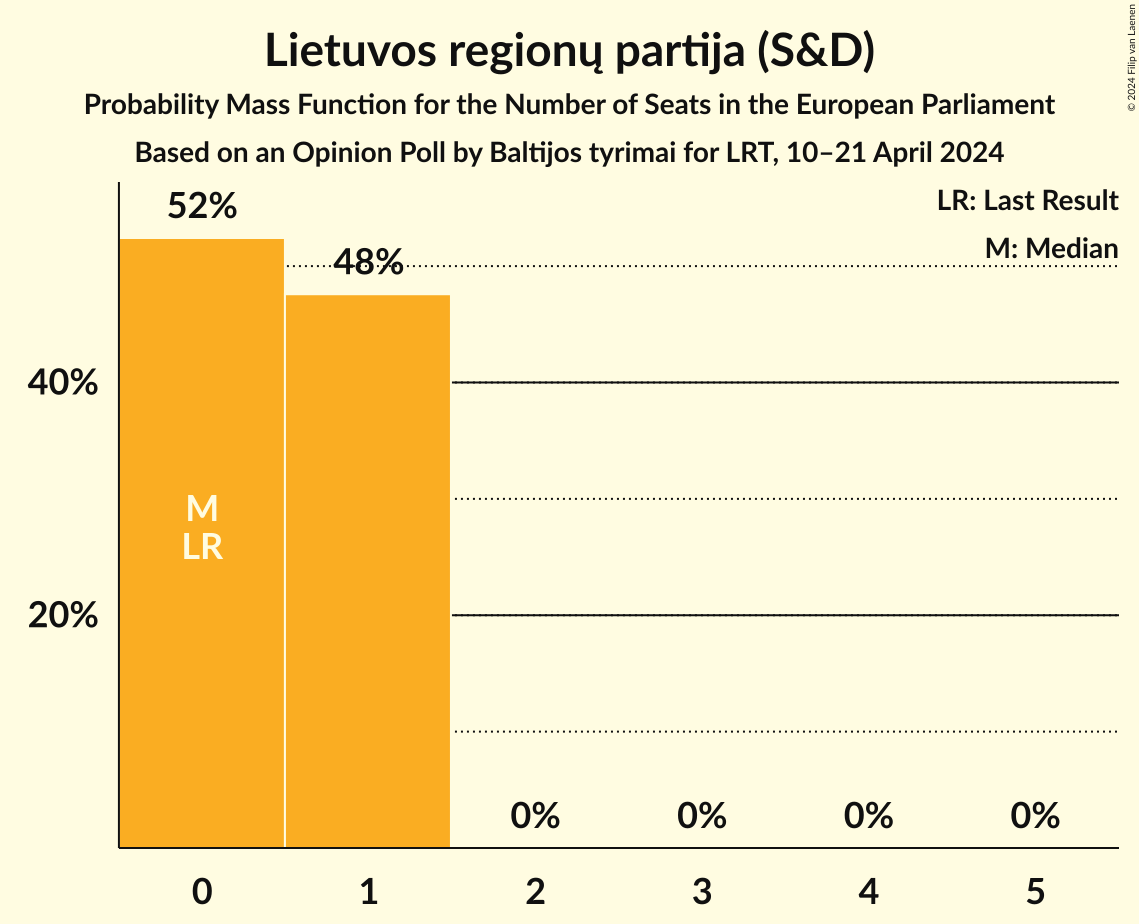 Lietuvos regionų partija (S&D)
Probability Mass Function for the Number of Seats in the European Parliament
Based on an Opinion Poll by Baltijos tyrimai for LRT, 10–21 April 2024
© 2024 Filip van Laenen
LR: Last Result
M: Median
52%
48%
40%
20%
M
LR
0%
0%
0%
0%
0
1
2
3
4
5